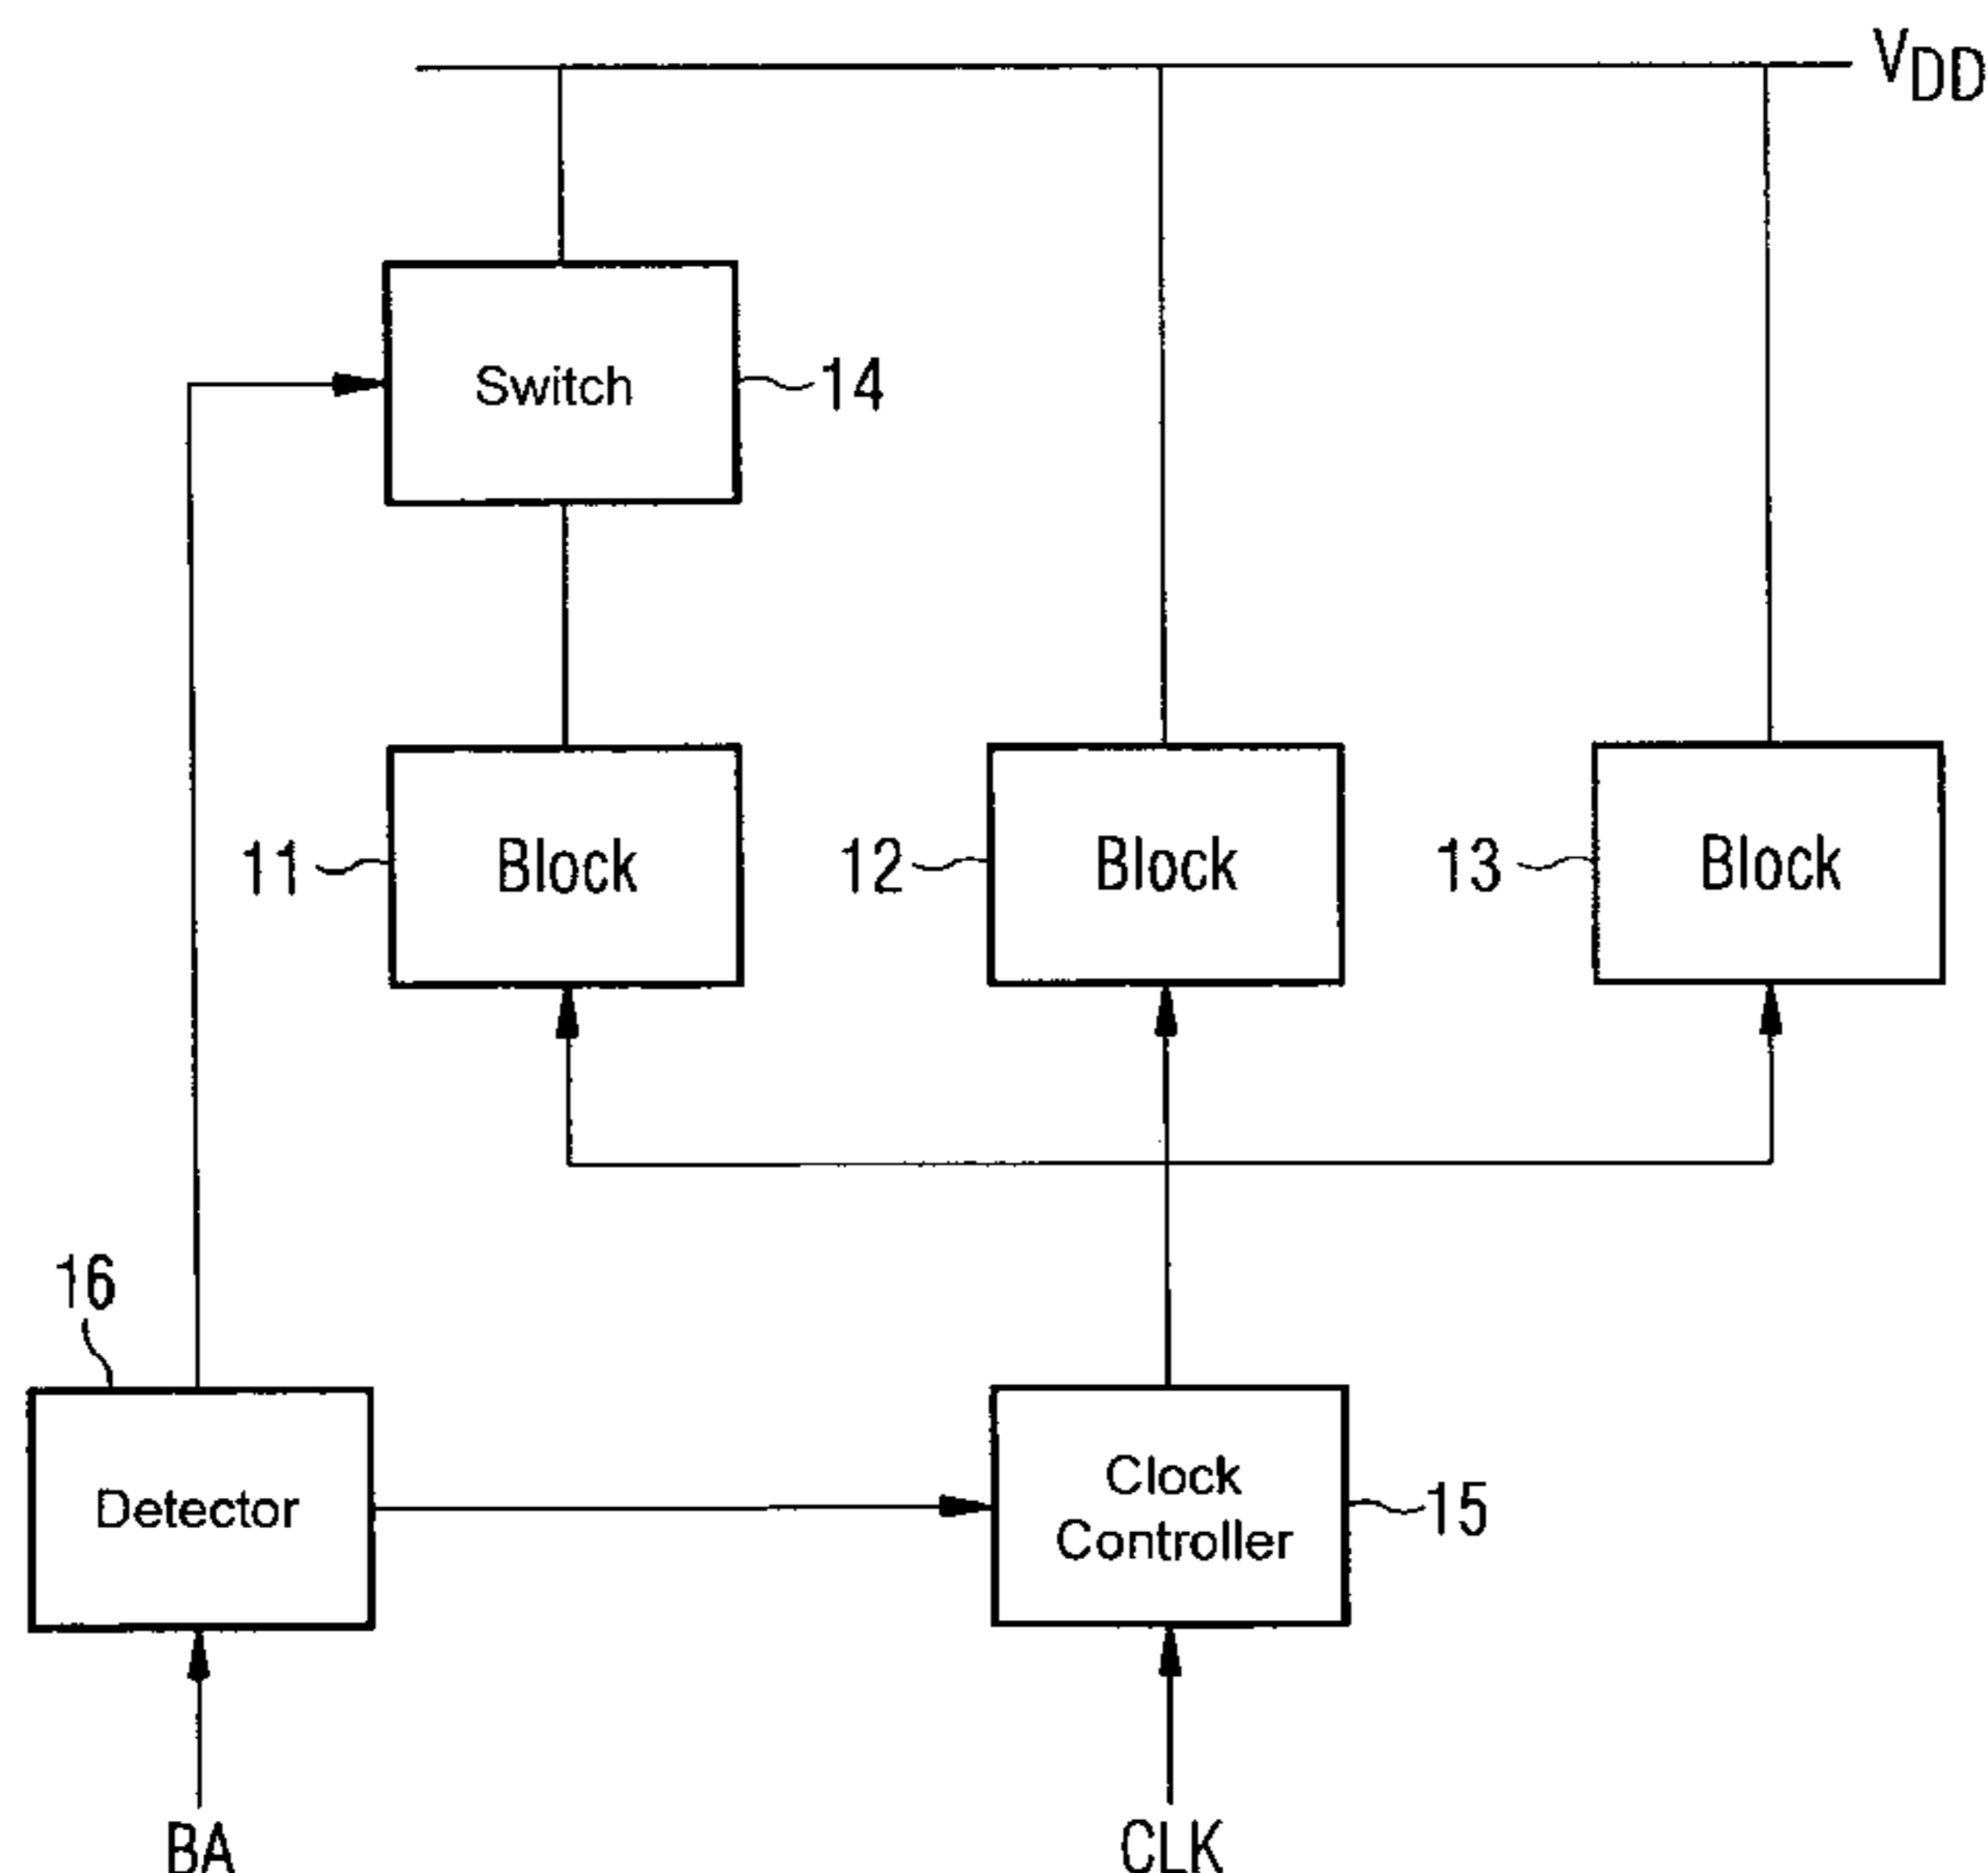 VDD
Switch
14
11
Block
12
Block
13
Block
16
Detector
Clock
Controller
15
BA
CLK